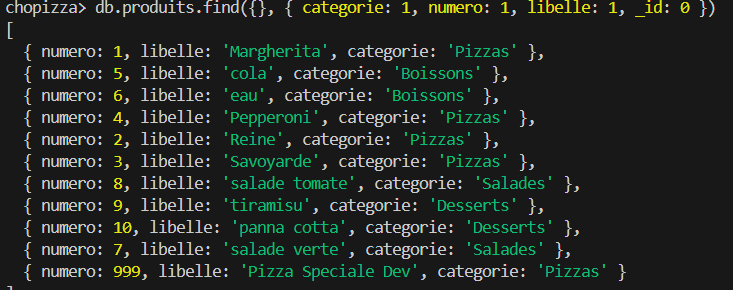 chopizza> db.produits.find({}, { categorie: 1, numero: 1, libelle: 1, _id: 0 })
[
  { numero: 1, libelle: 'Margherita', categorie: 'Pizzas' },
  { numero: 5, libelle: 'cola', categorie: 'Boissons' },
  { numero: 6, libelle: 'eau', categorie: 'Boissons' },
  { numero: 4, libelle: 'Pepperoni', categorie: 'Pizzas' },
  { numero: 2, libelle: 'Reine', categorie: 'Pizzas' },
  { numero: 3, libelle: 'Savoyarde', categorie: 'Pizzas' },
  { numero: 8, libelle: 'salade tomate', categorie: 'Salades' },
  { numero: 9, libelle: 'tiramisu', categorie: 'Desserts' },
  { numero: 10, libelle: 'panna cotta', categorie: 'Desserts' },
  { numero: 7, libelle: 'salade verte', categorie: 'Salades' },
  { numero: 999, libelle: 'Pizza Speciale Dev', categorie: 'Pizzas' }